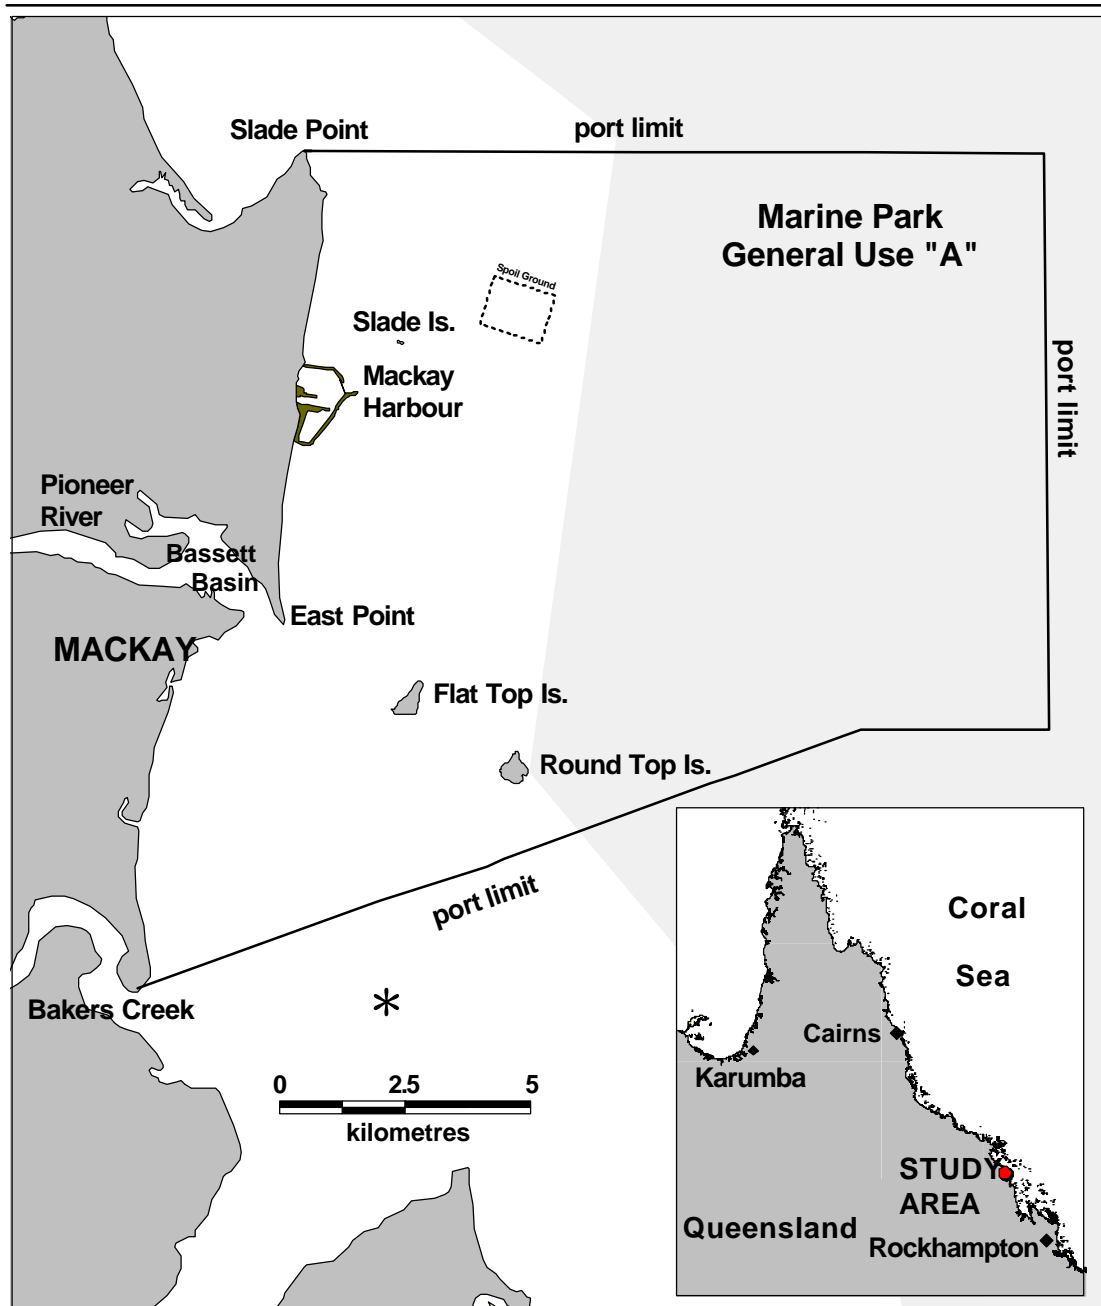 Slade Point
port limit
Marine Park
General Use "A"
Spoil Ground
Slade Is.
port limit
Mackay
Harbour
Pioneer
River
Bassett
Basin
East Point
MACKAY
Flat Top Is.
Round Top Is.
port limit
Bakers Creek
*
0 2.5 5
kilometres
Coral
Sea
Cairns
Karumba
STUDY
AREA
Queensland
Rockhampton